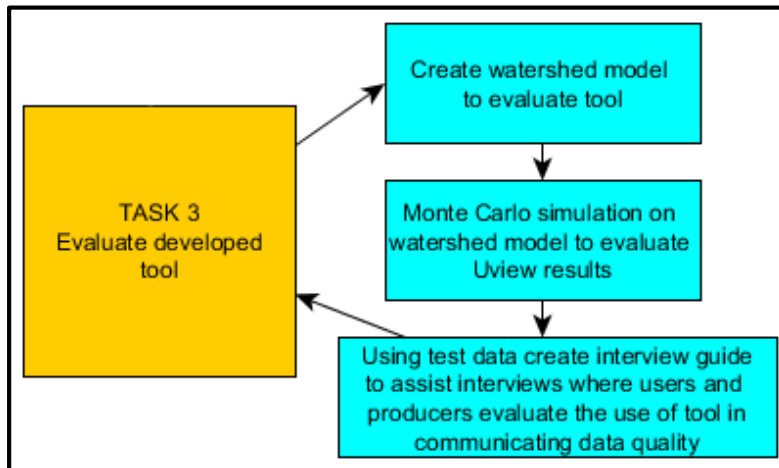 Create watershed model
to evaluate tool
TASK 3
Evaluate developed
tool
Monte Carlo simulation on
watershed model to evaluate
Uview results
Using test data create interview guide
to assist interviews where users and
producers evaluate the use of tool in
communicating data quality